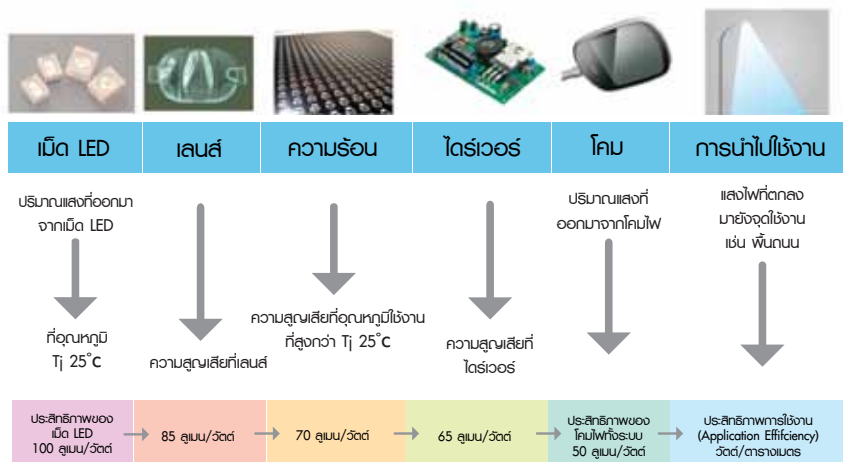 เม็ด LED
เลนส์
ความร้อน
ไดร์เวอร์
โคม
การนำไปใช้งาน
ปริมาณแสงที่ออกมา
จากเม็ด LED
ปริมาณแสงที่
ออกมาจากโคมไฟ
แสงไฟที่ตกลง
มายังจุดใช้งาน
เช่น พื้นถนน
ที่อุณหภูมิ
Tj 25°C
ความสูญเสียที่เลนส์
ความสูญเสียที่อุณหภูมิใช้งาน
ที่สูงกว่า Tj 25°C
ความสูญเสียที่
ไดร์เวอร์
ประสิทธิภาพของ
เม็ด LED
100 ลูเมน/วัตต์
85 ลูเมน/วัตต์
70 ลูเมน/วัตต์
65 ลูเมน/วัตต์
ประสิทธิภาพของ
โคมไฟทั้งระบบ
50 ลูเมน/วัตต์
ประสิทธิภาพการใช้งาน
(Application Effifciency)
วัตต์/ตารางเมตร